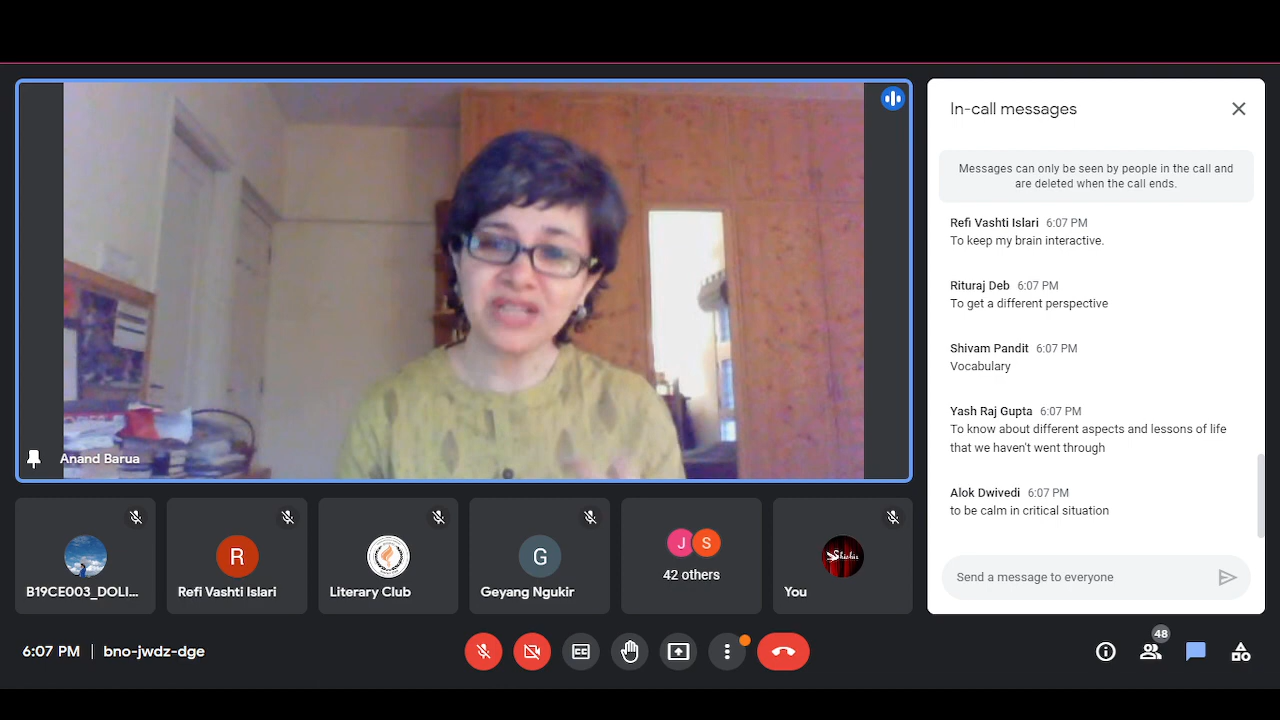 In-call messages
Messages can only be seen by people in the call and
are deleted when the call ends.
Refi Vashti Islari 6:07 PM
To keep my brain interactive.
Rituraj Deb 6:07 PM
To get a different perspective
Shivam Pandit 6:07 PM
Vocabulary
Yash Raj Gupta 6:07 PM
To know about different aspects and lessons of life
that we haven't went through
Alok Dwivedi 6:07 PM
to be calm in critical situation
Send a message to everyone
Anand Barua
B19CE003_DOLI...
R
Refi Vashti Islari
Literary Club
G
Geyang Ngukir
J S
42 others
Shishir
You
6:07 PM | bno-jwdz-dge
48